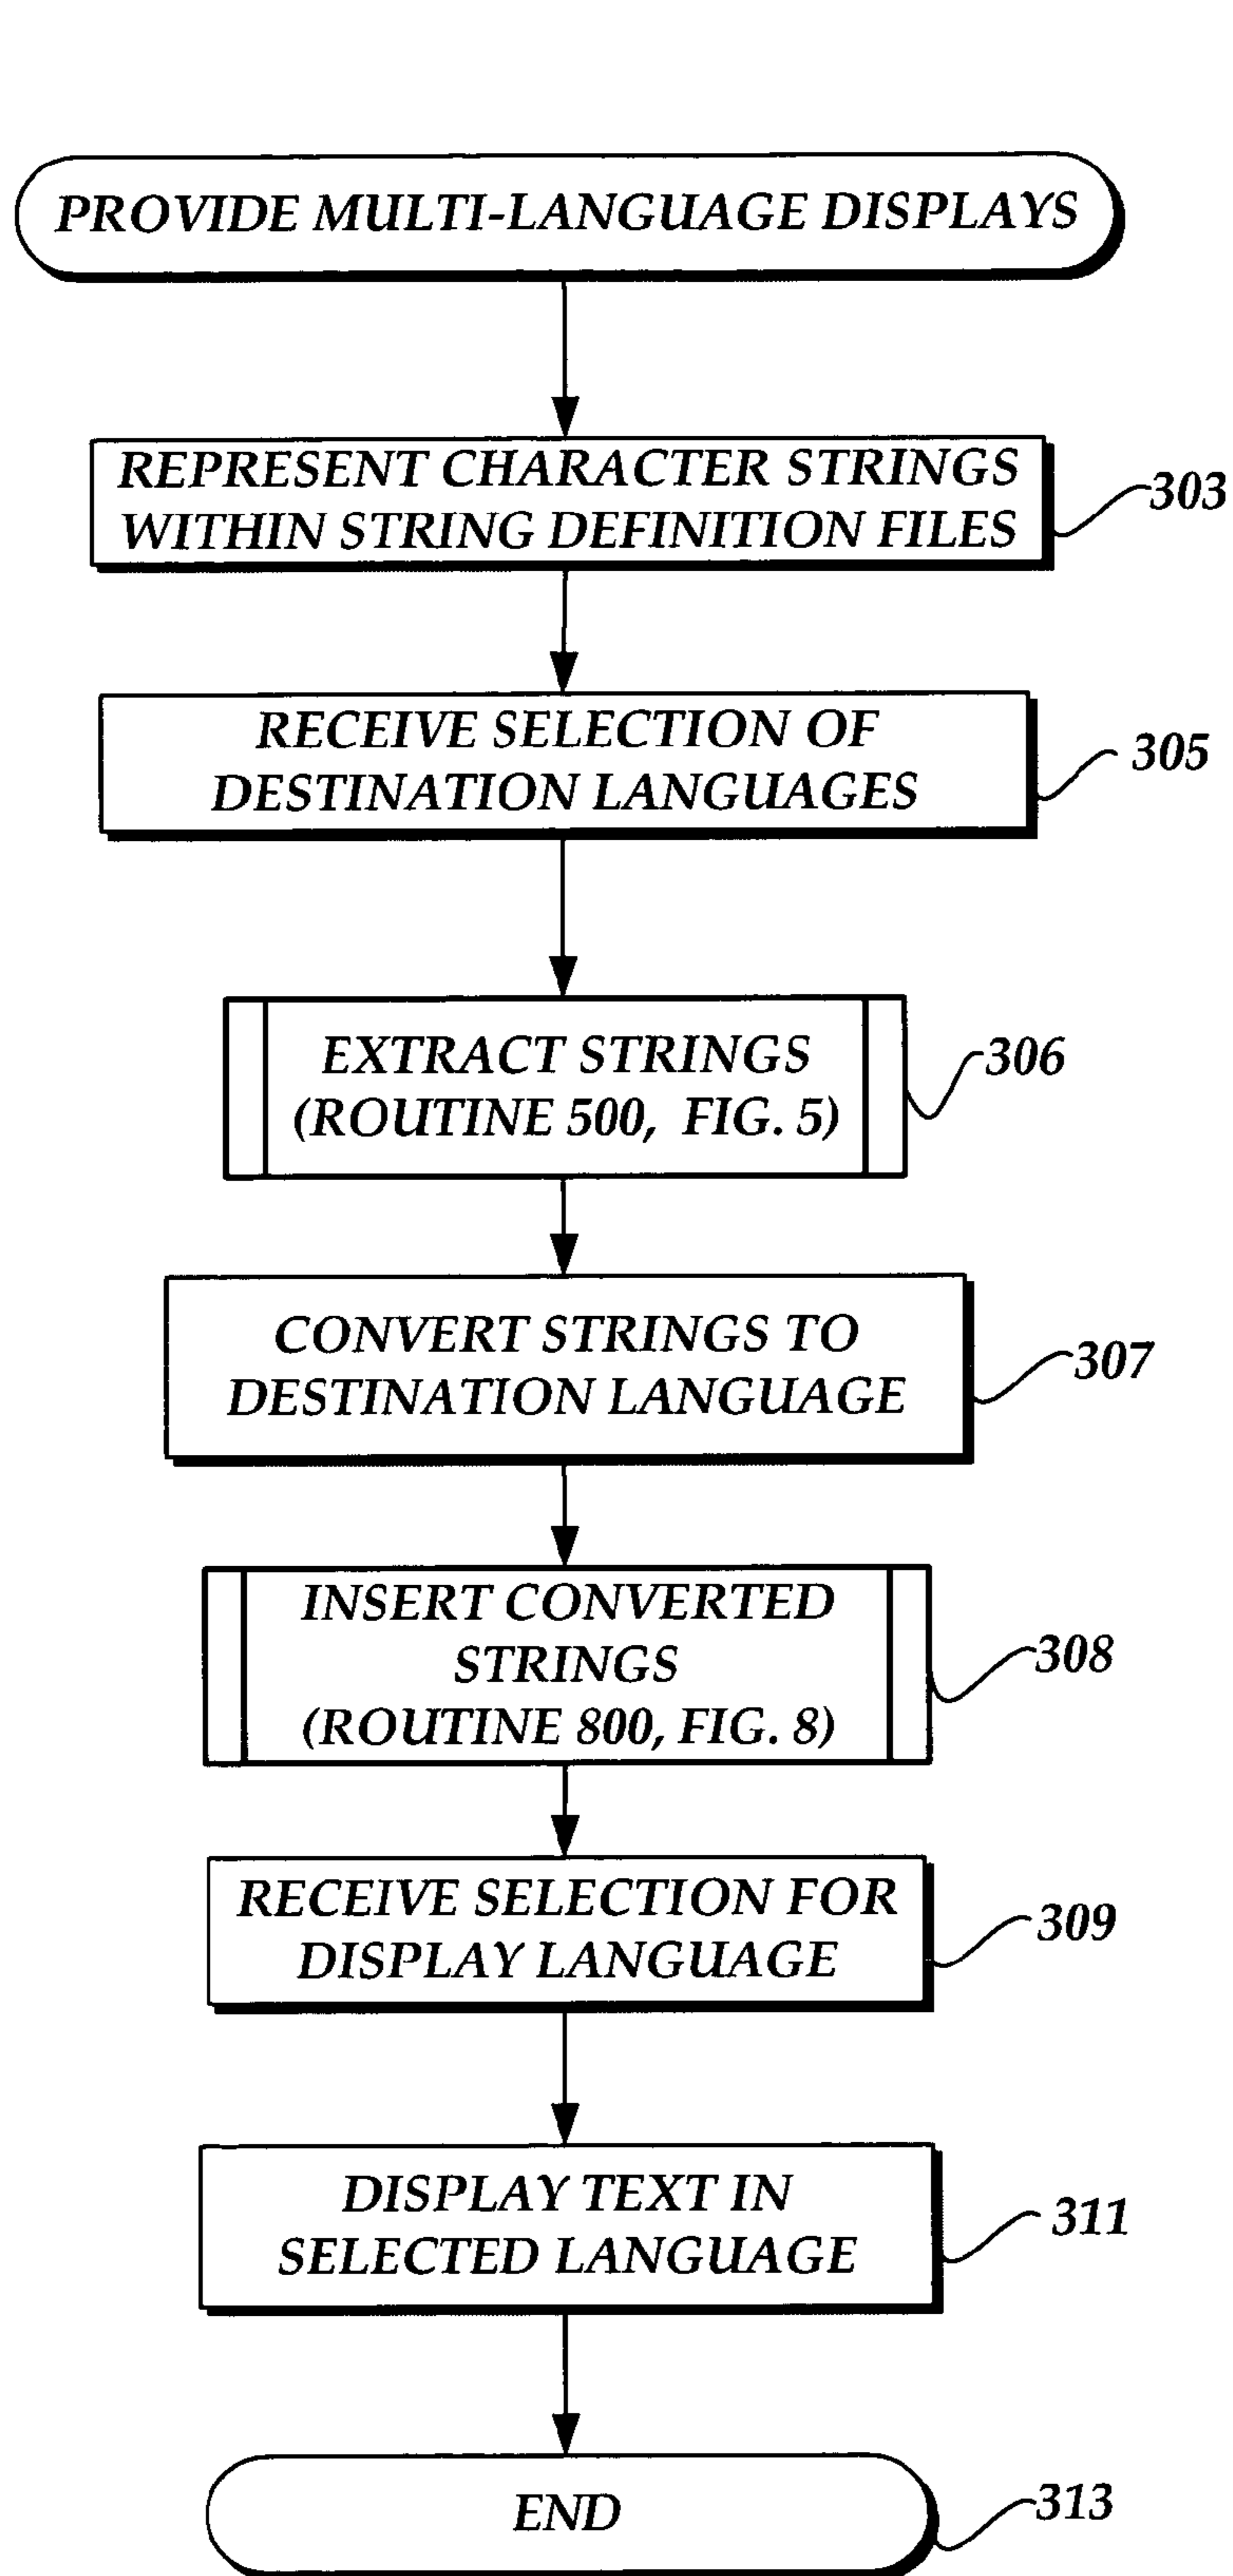 PROVIDE MULTI-LANGUAGE DISPLAYS
REPRESENT CHARACTER STRINGS
WITHIN STRING DEFINITION FILES
303
RECEIVE SELECTION OF
DESTINATION LANGUAGES
305
EXTRACT STRINGS
(ROUTINE 500, FIG. 5)
306
CONVERT STRINGS TO
DESTINATION LANGUAGE
307
INSERT CONVERTED
STRINGS
(ROUTINE 800, FIG. 8)
308
RECEIVE SELECTION FOR
DISPLAY LANGUAGE
309
DISPLAY TEXT IN
SELECTED LANGUAGE
311
END
313